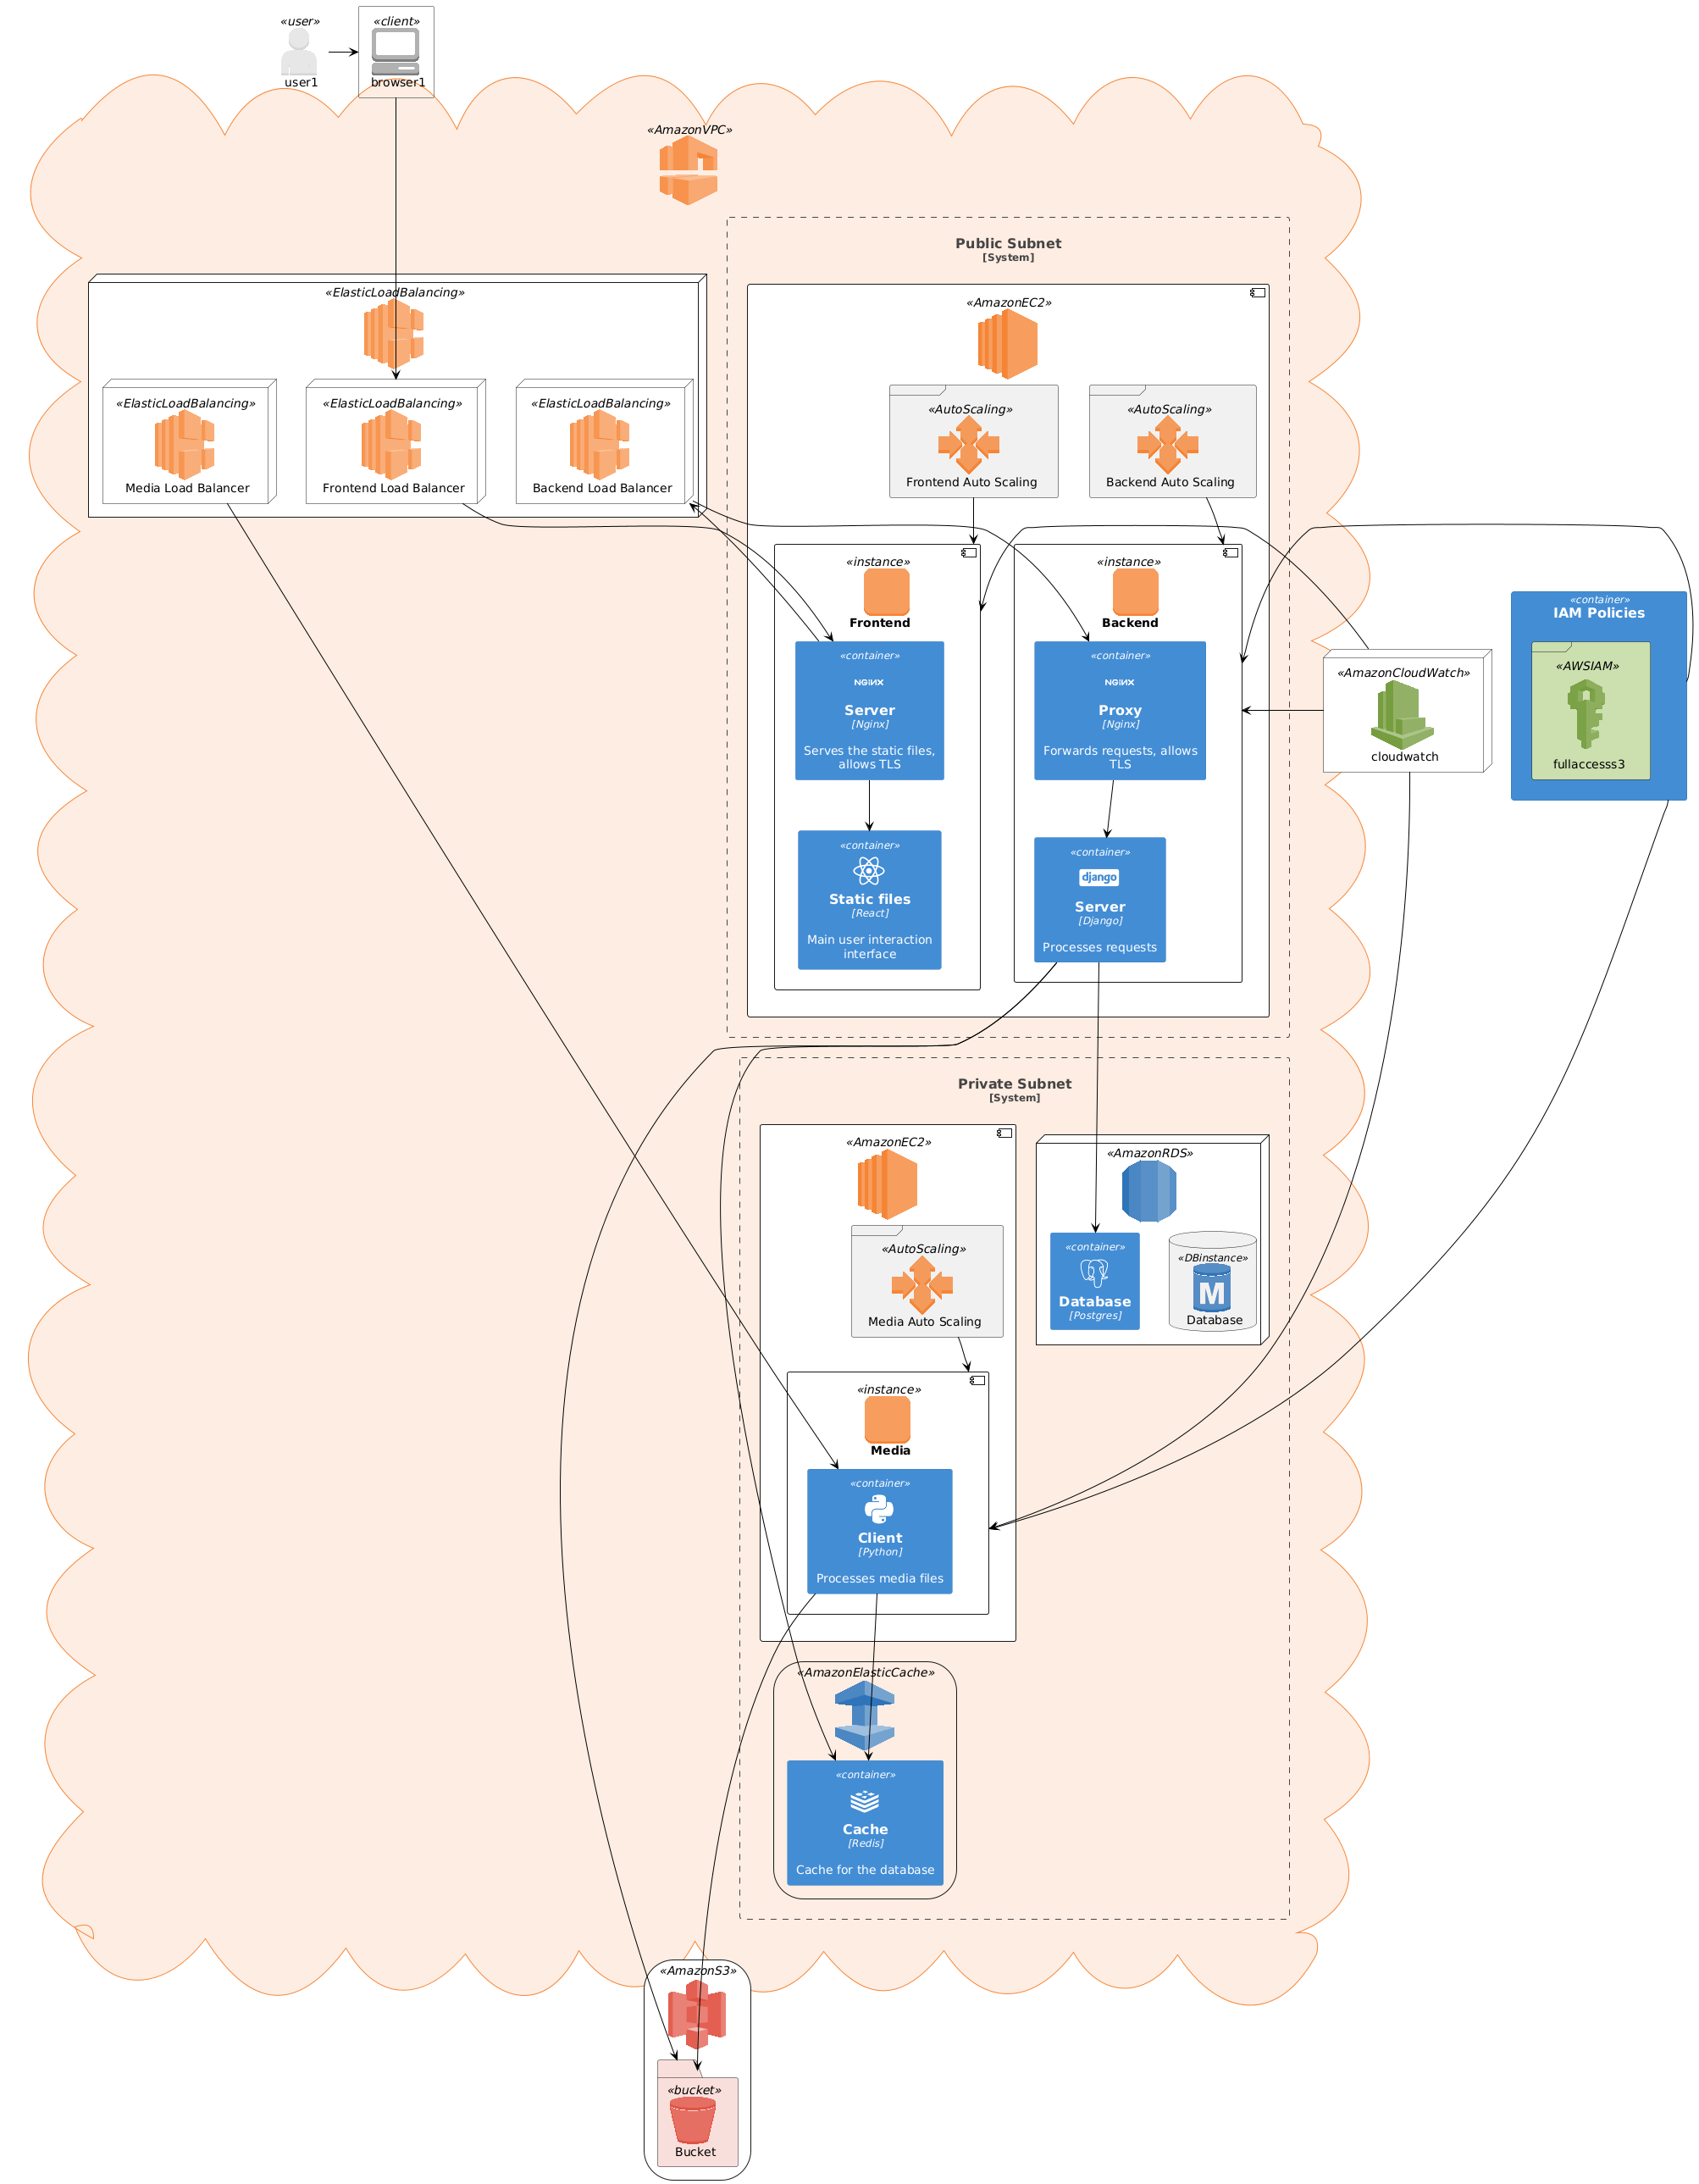 «user»
user1
«client»
browser1
«AmazonVPC»
Public Subnet
[System]
«ElasticLoadBalancing»
«ElasticLoadBalancing»
Media Load Balancer
«ElasticLoadBalancing»
Frontend Load Balancer
«ElasticLoadBalancing»
Backend Load Balancer
«AmazonEC2»
«AutoScaling»
Frontend Auto Scaling
«AutoScaling»
Backend Auto Scaling
«instance»
Frontend
«container»
NGINX
Server
[Nginx]
Serves the static files,
allows TLS
«container»
Static files
[React]
Main user interaction
interface
«instance»
Backend
«container»
NGINX
Proxy
[Nginx]
Forwards requests, allows
TLS
«container»
django
Server
[Django]
Processes requests
«AmazonCloudWatch»
cloudwatch
«container»
IAM Policies
«AWSIAM»
fullaccesss3
Private Subnet
[System]
«AmazonEC2»
«AutoScaling»
Media Auto Scaling
«instance»
Media
«container»
Client
[Python]
Processes media files
«AmazonRDS»
«container»
Database
[Postgres]
«DBinstance»
M
Database
«AmazonElasticCache»
«container»
Cache
[Redis]
Cache for the database
«AmazonS3»
«bucket»
Bucket